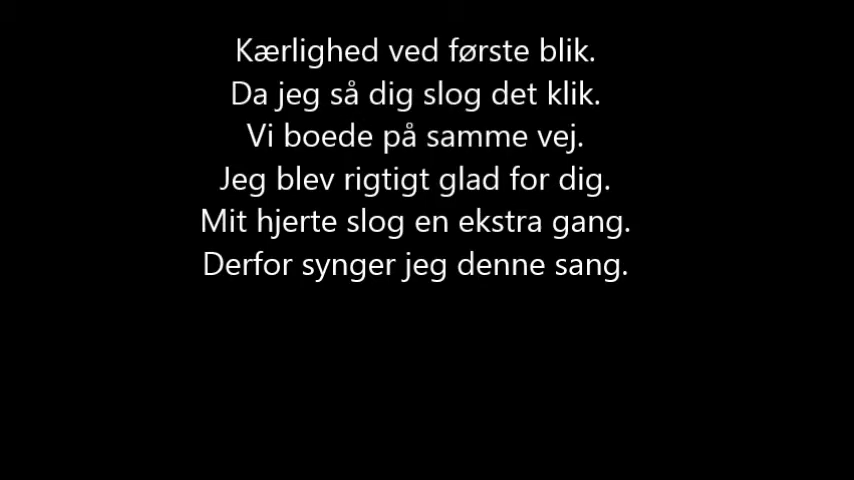 Kærlighed ved første blik.
Da jeg så dig slog det klik.
Vi boede på samme vej.
Jeg blev rigtigt glad for dig.
Mit hjerte slog en ekstra gang.
Derfor synger jeg denne sang.